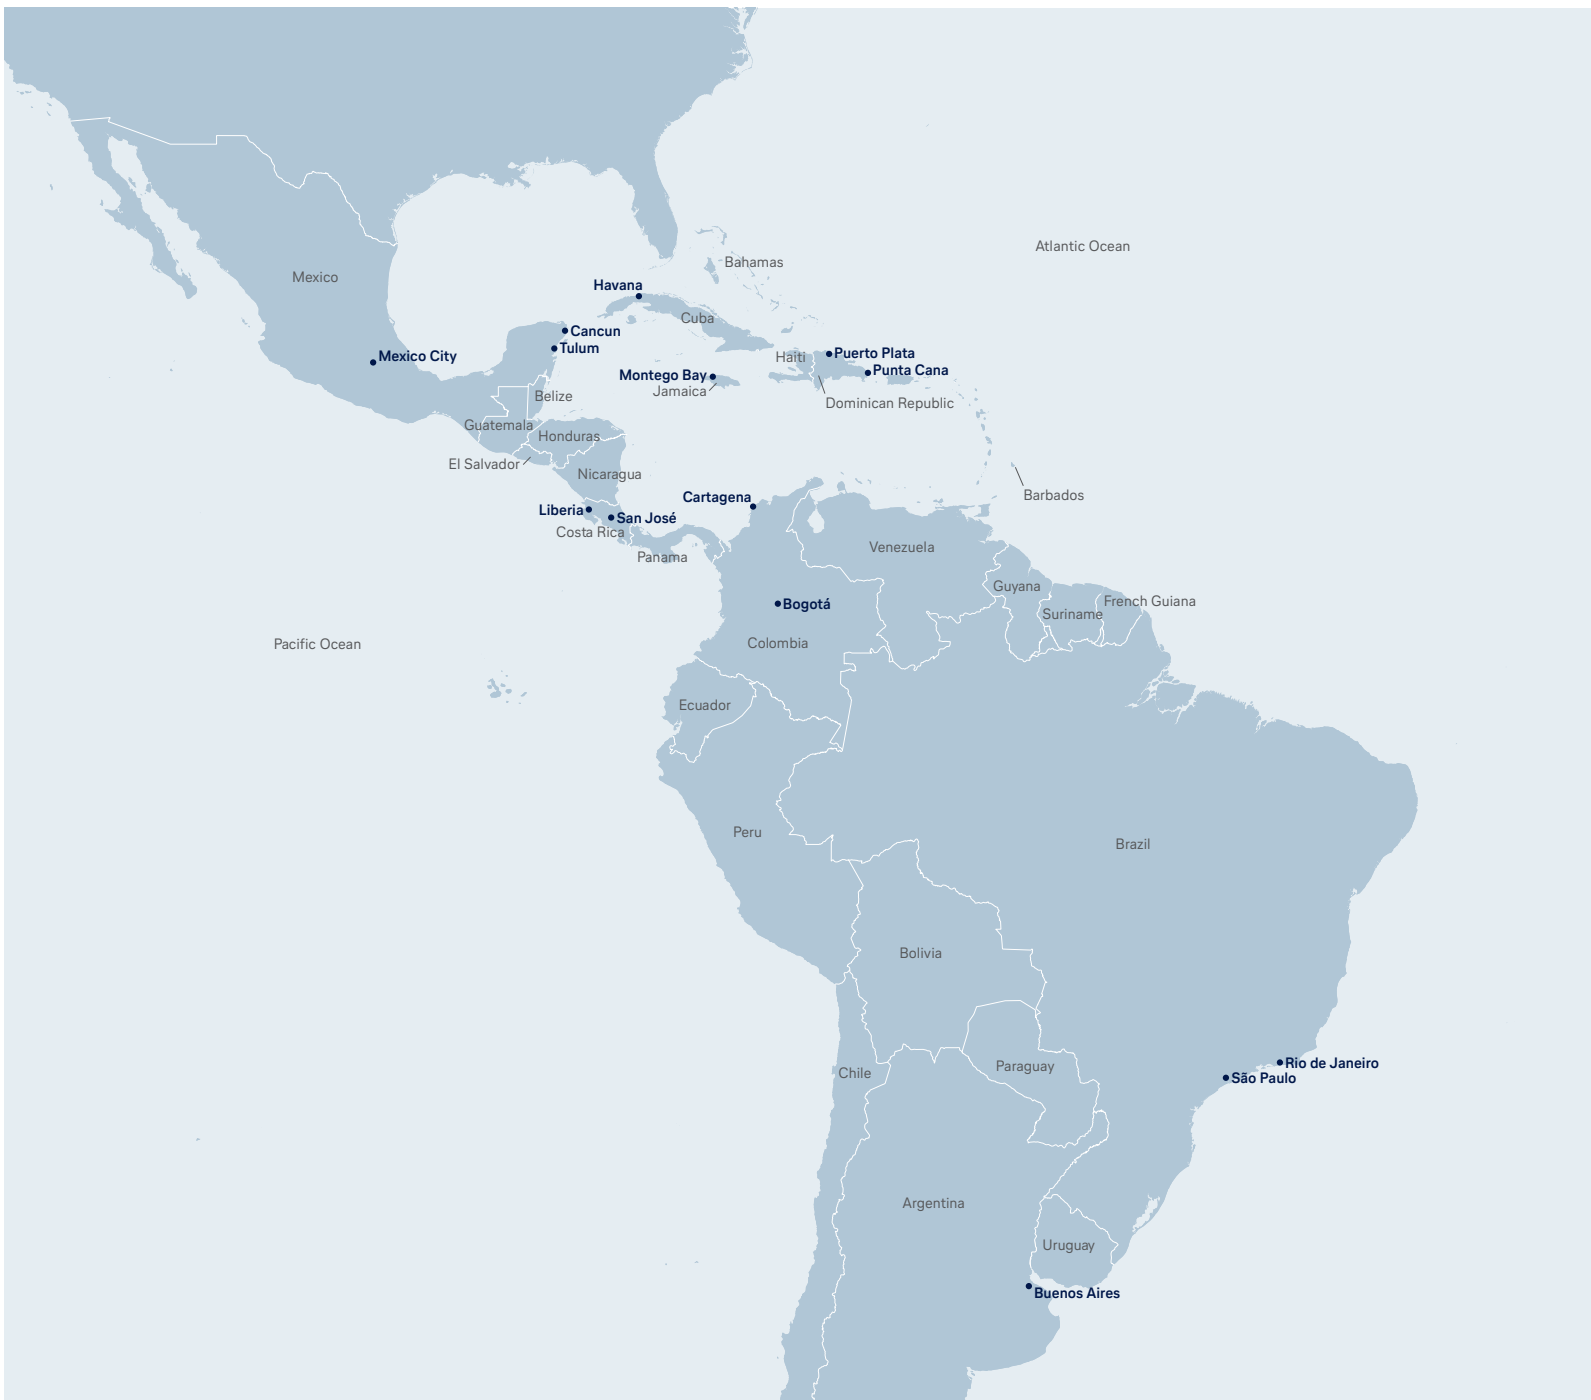 Atlantic Ocean
Bahamas
Mexico
Havana
Cuba
Cancun
Tulum
Mexico City
Haiti
Puerto Plata
Punta Cana
Montego Bay
Jamaica
Dominican Republic
Belize
Guatemala
Honduras
El Salvador
Nicaragua
Barbados
Cartagena
Liberia
San José
Costa Rica
Panama
Venezuela
Guyana
French Guiana
Suriname
Bogotá
Colombia
Pacific Ocean
Ecuador
Peru
Brazil
Bolivia
Rio de Janeiro
São Paulo
Paraguay
Chile
Argentina
Uruguay
Buenos Aires